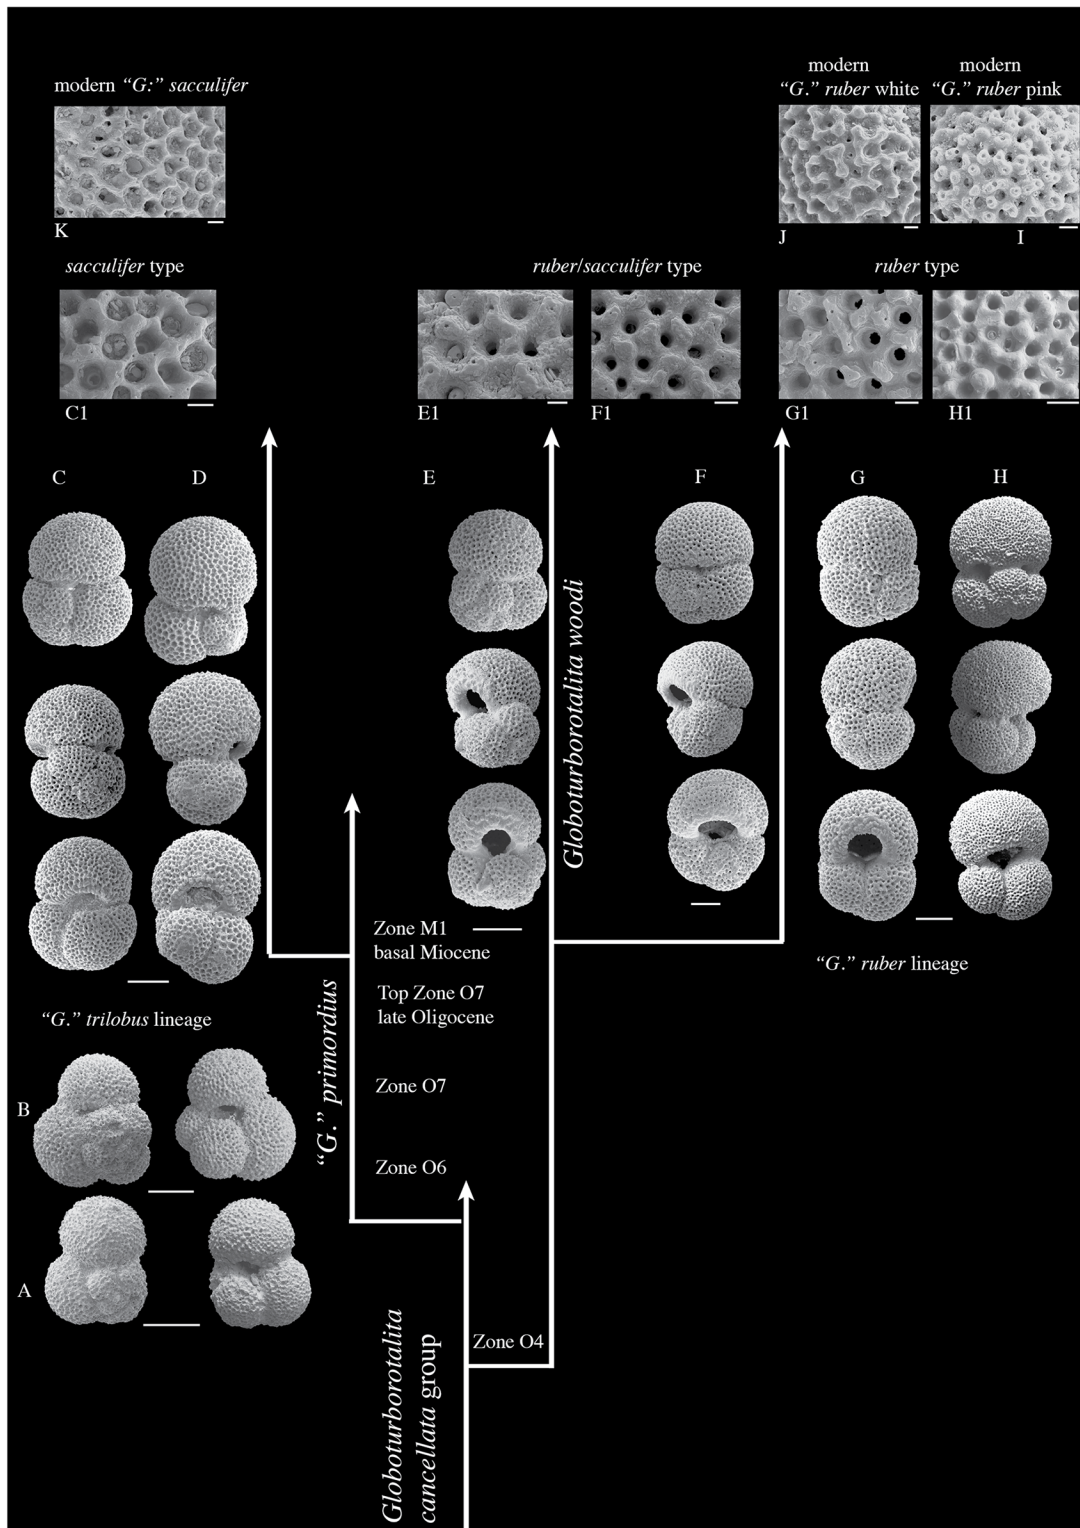 modern “G:” sacculifer
K
modern
“G.” ruber white
modern
“G.” ruber pink
J
I
sacculifer type
ruber/sacculifer type
ruber type
C1
E1
F1
G1
H1
C
D
E
F
G
H
Globoturborotalita woodi
Zone M1
basal Miocene
“G.” ruber lineage
Top Zone O7
late Oligocene
“G.” trilobus lineage
“G.” primordius
Zone O7
B
Zone O6
A
Zone O4
Globoturborotalita
cancellata group